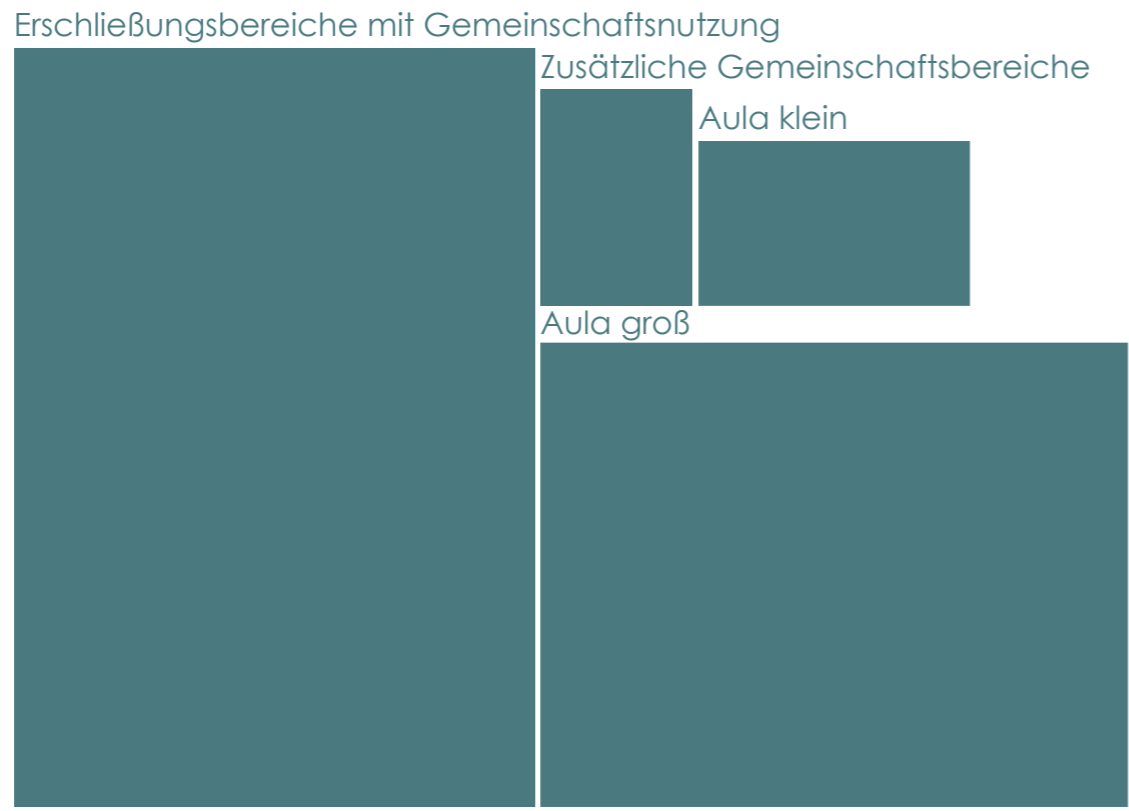 Erschließungsbereiche mit Gemeinschaftsnutzung
Zusätzliche Gemeinschaftsbereiche
Aula klein
Aula groß